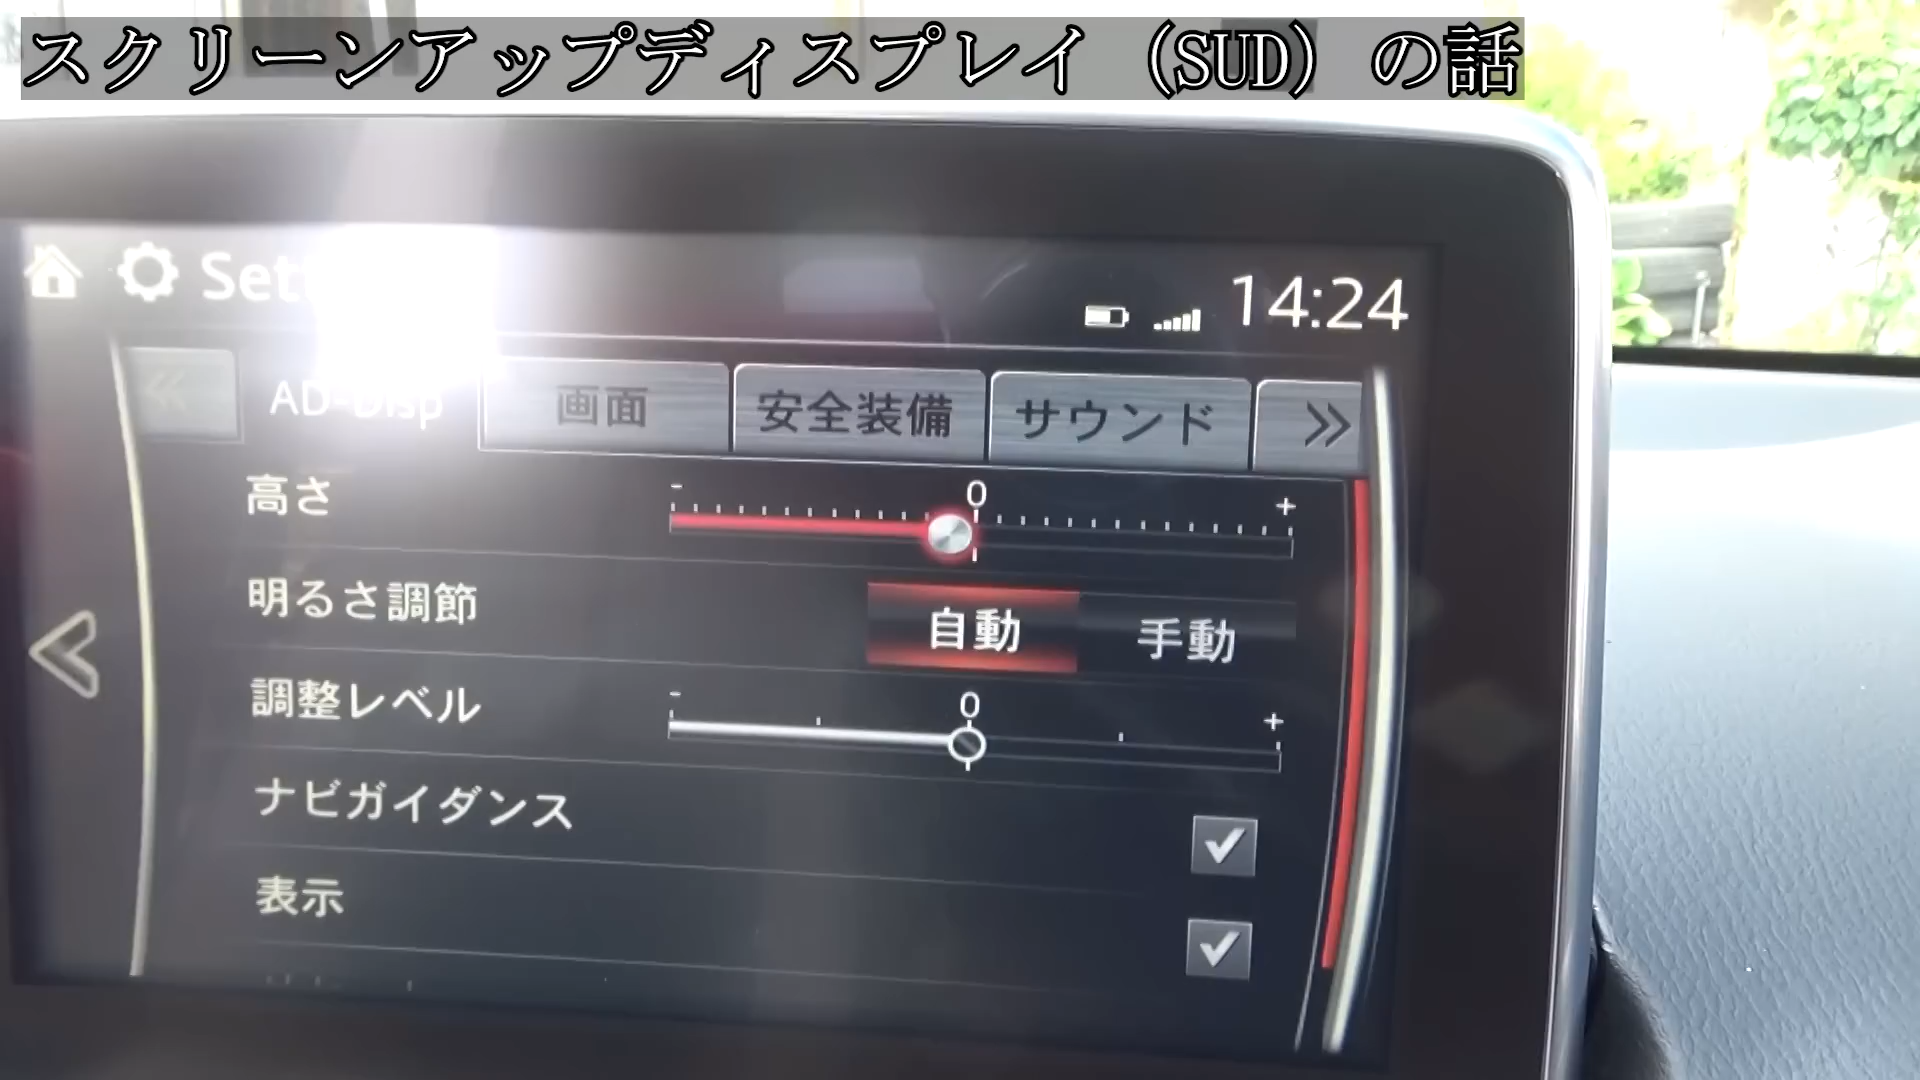 スクリーンアップディスプレイ（SUD）の話
14:24
AD-Disp 画面 安全装備 サウンド
高さ - 0 +
明るさ調節 自動 手動
調整レベル - 0 +
ナビガイダンス
表示